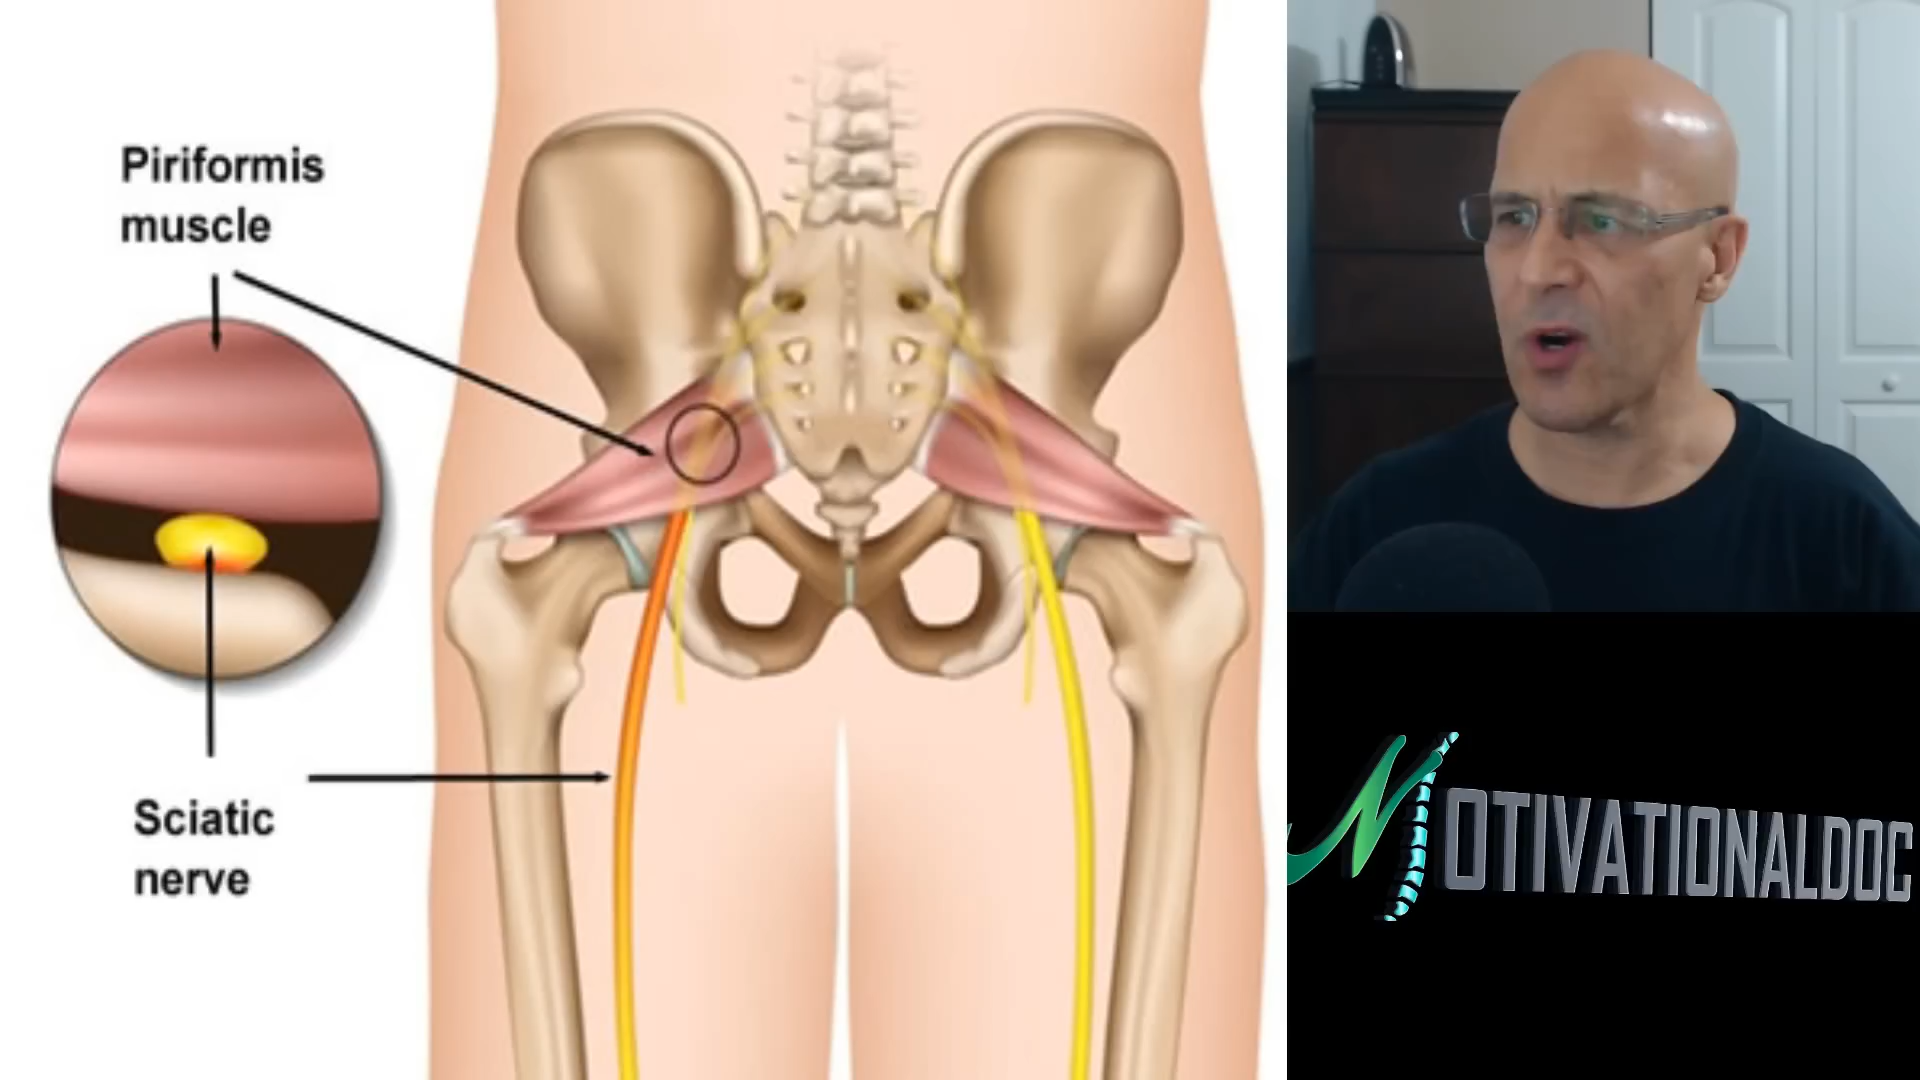 Piriformis
muscle
Sciatic
nerve
MOTIVATIONALDOC